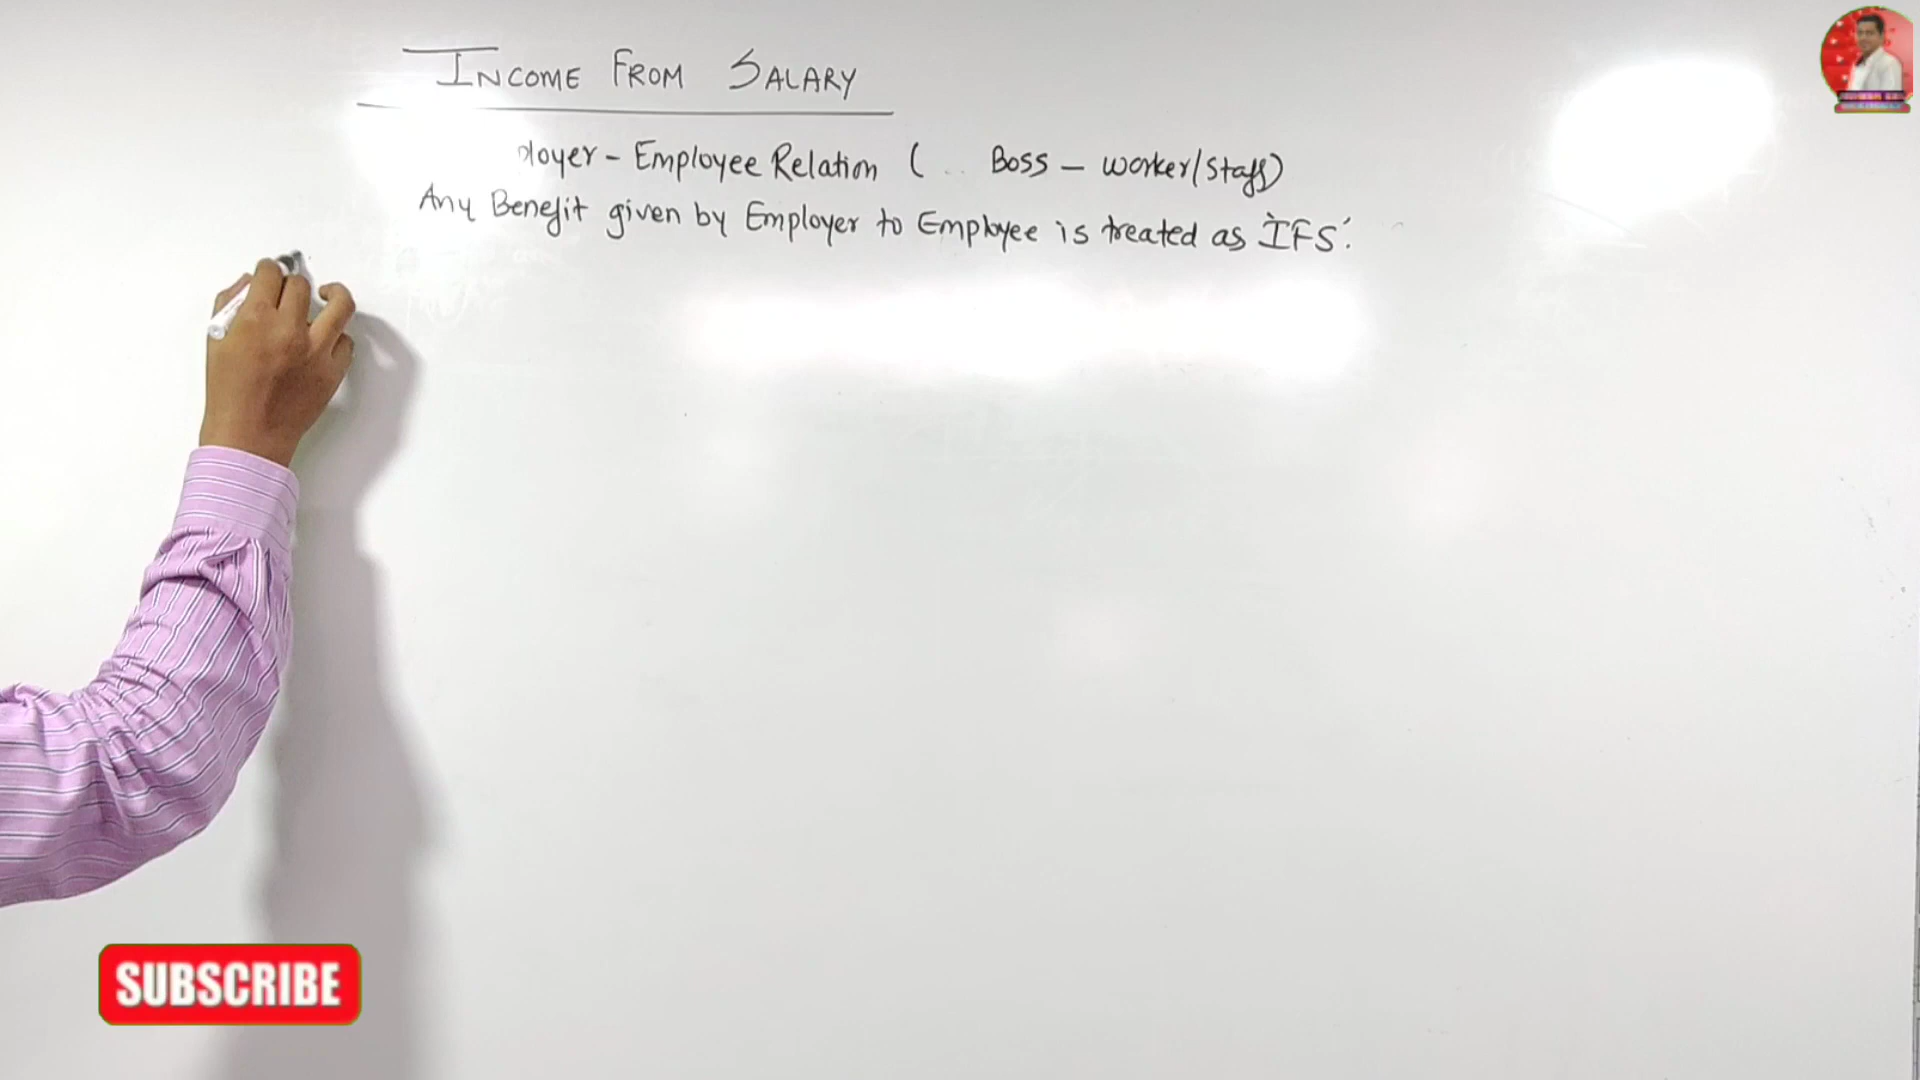 INCOME FROM SALARY
ployer - Employee Relation ( .. Boss - Worker/Staff)
Any Benefit given by Employer to Employee is treated as 'IFS'.
SUBSCRIBE